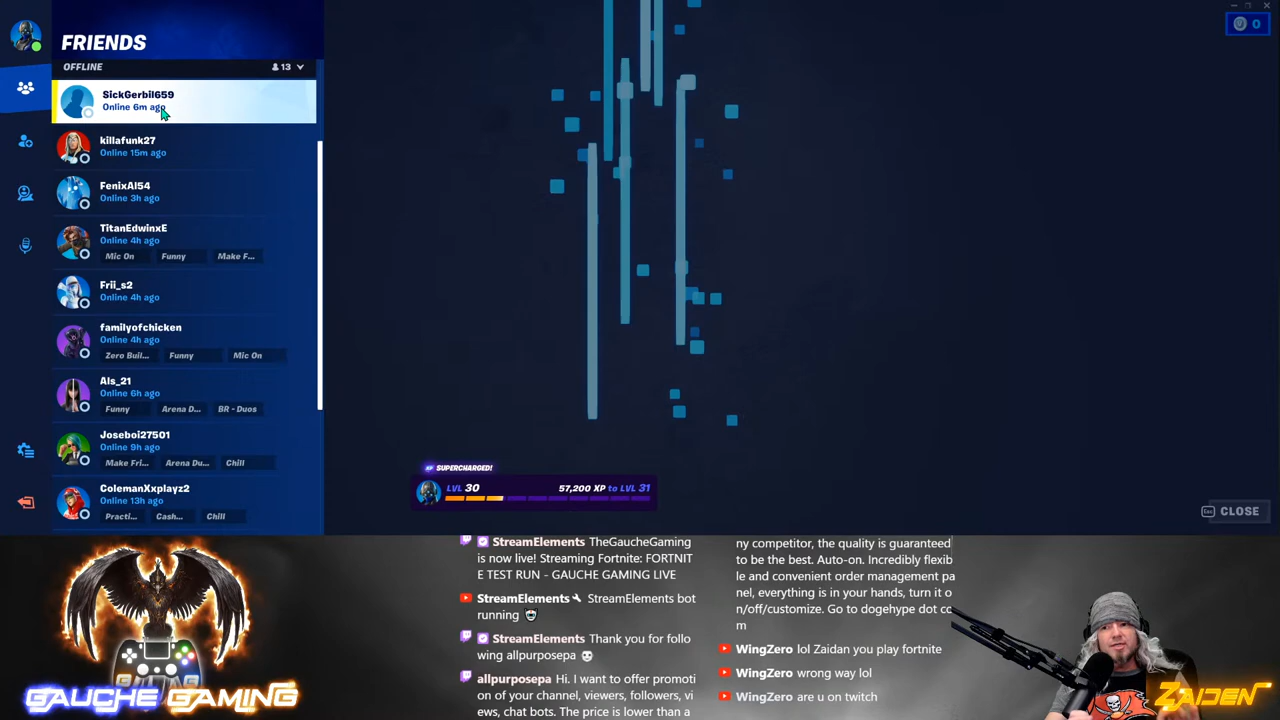 FRIENDS
0
OFFLINE
13
SickGerbil659
Online 6m ago
killafunk27
Online 15m ago
FenixAl54
Online 3h ago
TitanEdwinxE
Online 4h ago
Mic On Funny Make F...
Frii_s2
Online 4h ago
familyofchicken
Online 4h ago
Zero Buil... Funny Mic On
Als_21
Online 6h ago
Funny Arena D... BR - Duos
Joseboi27501
Online 9h ago
Make Fri... Arena Du... Chill
ColemanXxplayz2
Online 13h ago
Practi... Cash... Chill
XP SUPERCHARGED!
LVL 30 57,200 XP to LVL 31
Esc CLOSE
StreamElements TheGaucheGaming
is now live! Streaming Fortnite: FORTNIT
E TEST RUN - GAUCHE GAMING LIVE
StreamElements StreamElements bot
running
StreamElements Thank you for follo
wing allpurposepa
allpurposepa Hi. I want to offer promoti
on of your channel, viewers, followers, vi
ews, chat bots. The price is lower than a
ny competitor, the quality is guaranteed
to be the best. Auto-on. Incredibly flexib
le and convenient order management pa
nel, everything is in your hands, turn it o
n/off/customize. Go to dogehype dot co
m
WingZero lol Zaidan you play fortnite
WingZero wrong way lol
WingZero are u on twitch
GAUCHE GAMING
ZAIDEN